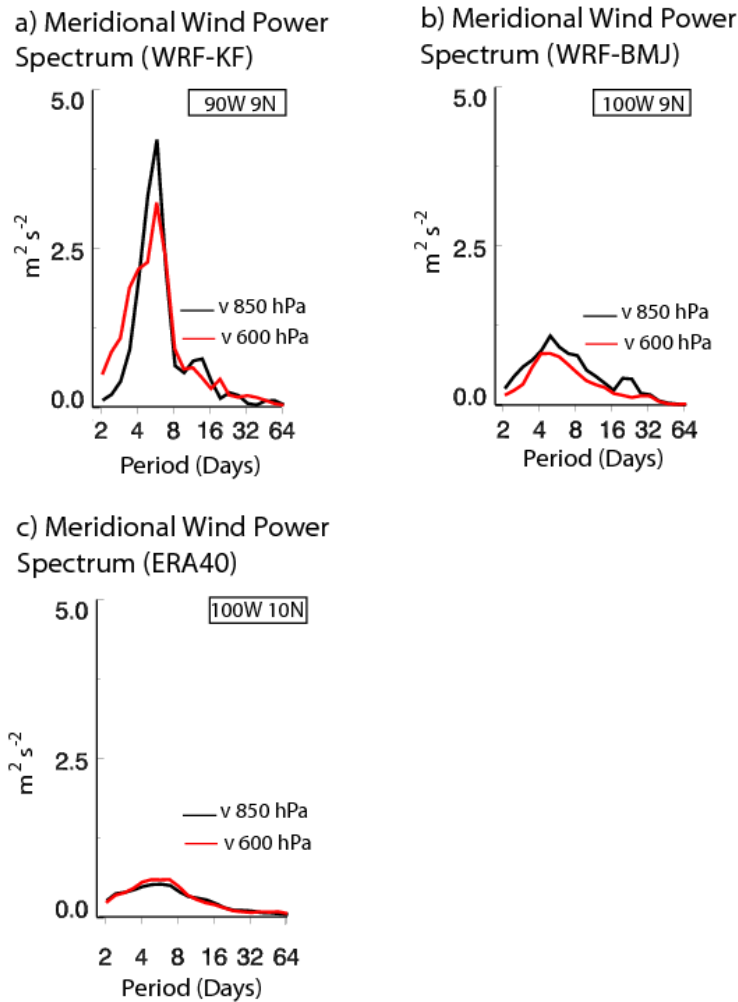 a) Meridional Wind Power
Spectrum (WRF-KF)
5.0
90W 9N
m² s⁻²
2.5
v 850 hPa
v 600 hPa
0.0
2 4 8 16 32 64
Period (Days)
b) Meridional Wind Power
Spectrum (WRF-BMJ)
5.0
100W 9N
m² s⁻²
2.5
v 850 hPa
v 600 hPa
0.0
2 4 8 16 32 64
Period (Days)
c) Meridional Wind Power
Spectrum (ERA40)
5.0
100W 10N
m² s⁻²
2.5
v 850 hPa
v 600 hPa
0.0
2 4 8 16 32 64
Period (Days)